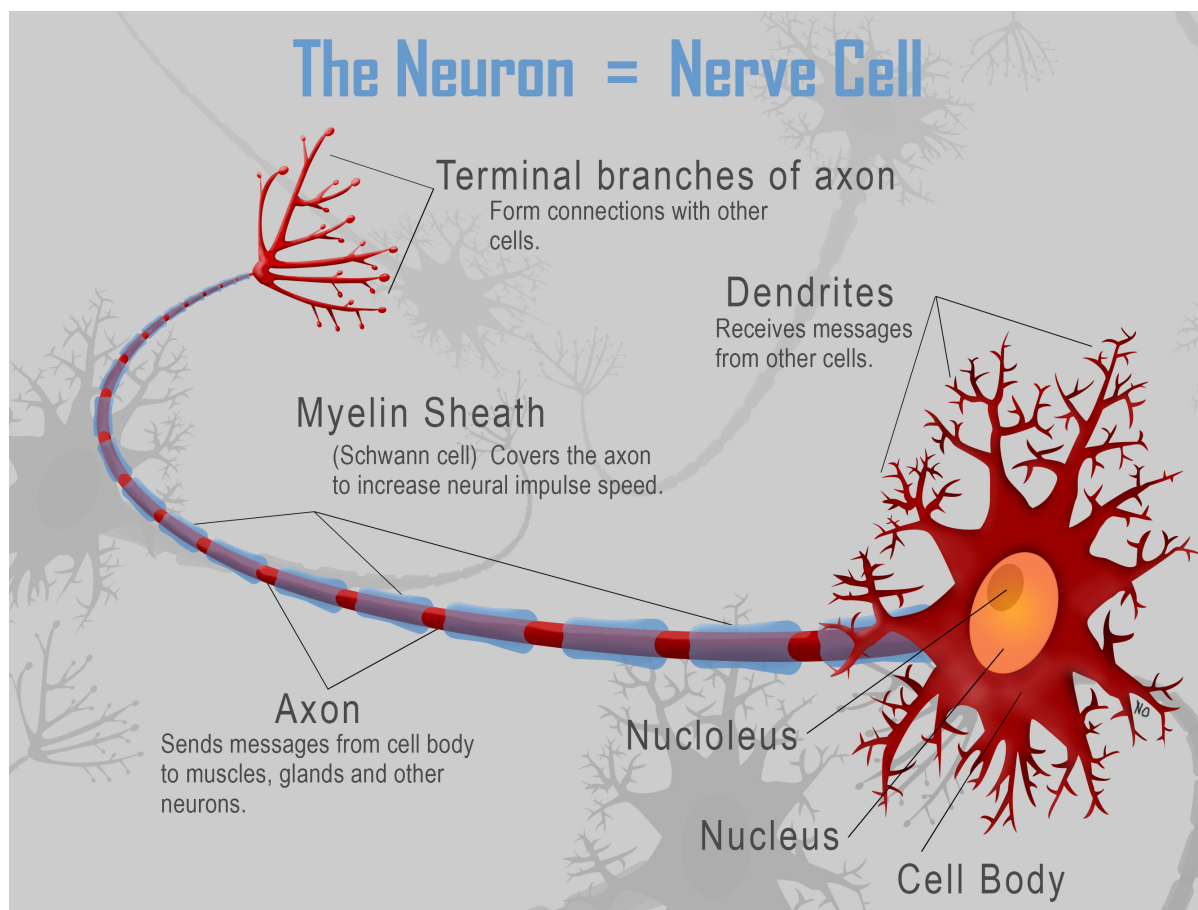 The Neuron = Nerve Cell
Terminal branches of axon
Form connections with other
cells.
Dendrites
Receives messages
from other cells.
Myelin Sheath
(Schwann cell) Covers the axon
to increase neural impulse speed.
Axon
Sends messages from cell body
to muscles, glands and other
neurons.
Nucloleus
Nucleus
Cell Body
NO